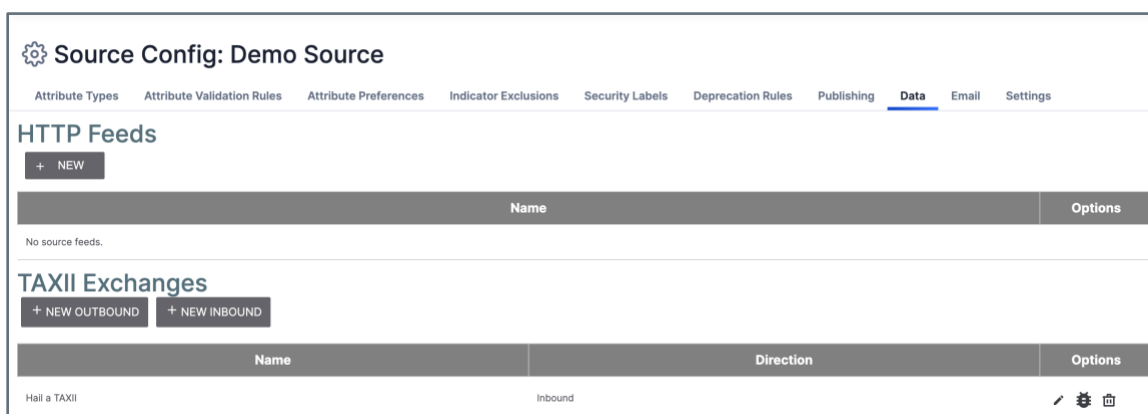 Source Config: Demo Source
Attribute Types Attribute Validation Rules Attribute Preferences Indicator Exclusions Security Labels Deprecation Rules Publishing Data Email Settings
HTTP Feeds
+ NEW
Name Options
No source feeds.
TAXII Exchanges
+ NEW OUTBOUND + NEW INBOUND
Name Direction Options
Hail a TAXII Inbound